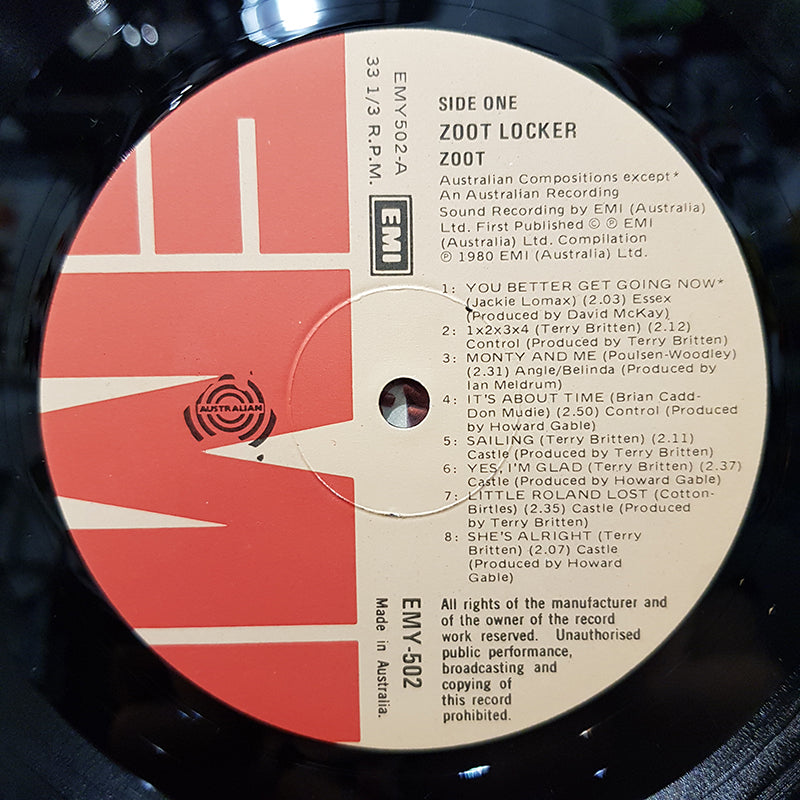 SIDE ONE
ZOOT LOCKER
ZOOT
Australian Compositions except*
An Australian Recording
Sound Recording by EMI (Australia)
Ltd. First Published © ℗ EMI
(Australia) Ltd. Compilation
℗ 1980 EMI (Australia) Ltd.
EMY502-A
33 1/3 R.P.M.
EMI
1: YOU BETTER GET GOING NOW*
(Jackie Lomax) (2.03) Essex
(Produced by David McKay)
2: 1x2x3x4 (Terry Britten) (2.12)
Control (Produced by Terry Britten)
3: MONTY AND ME (Poulsen-Woodley)
(2.31) Angle/Belinda (Produced by
Ian Meldrum)
4: IT'S ABOUT TIME (Brian Cadd-
Don Mudie) (2.50) Control (Produced
by Howard Gable)
5: SAILING (Terry Britten) (2.11)
Castle (Produced by Terry Britten)
6: YES, I'M GLAD (Terry Britten) (2.37)
Castle (Produced by Howard Gable)
7: LITTLE ROLAND LOST (Cotton-
Birtles) (2.35) Castle (Produced
by Terry Britten)
8: SHE'S ALRIGHT (Terry
Britten) (2.07) Castle
(Produced by Howard
Gable)
AUSTRALIAN
EMY-502
Made in Australia.
All rights of the manufacturer and
of the owner of the record
work reserved. Unauthorised
public performance,
broadcasting and
copying of
this record
prohibited.